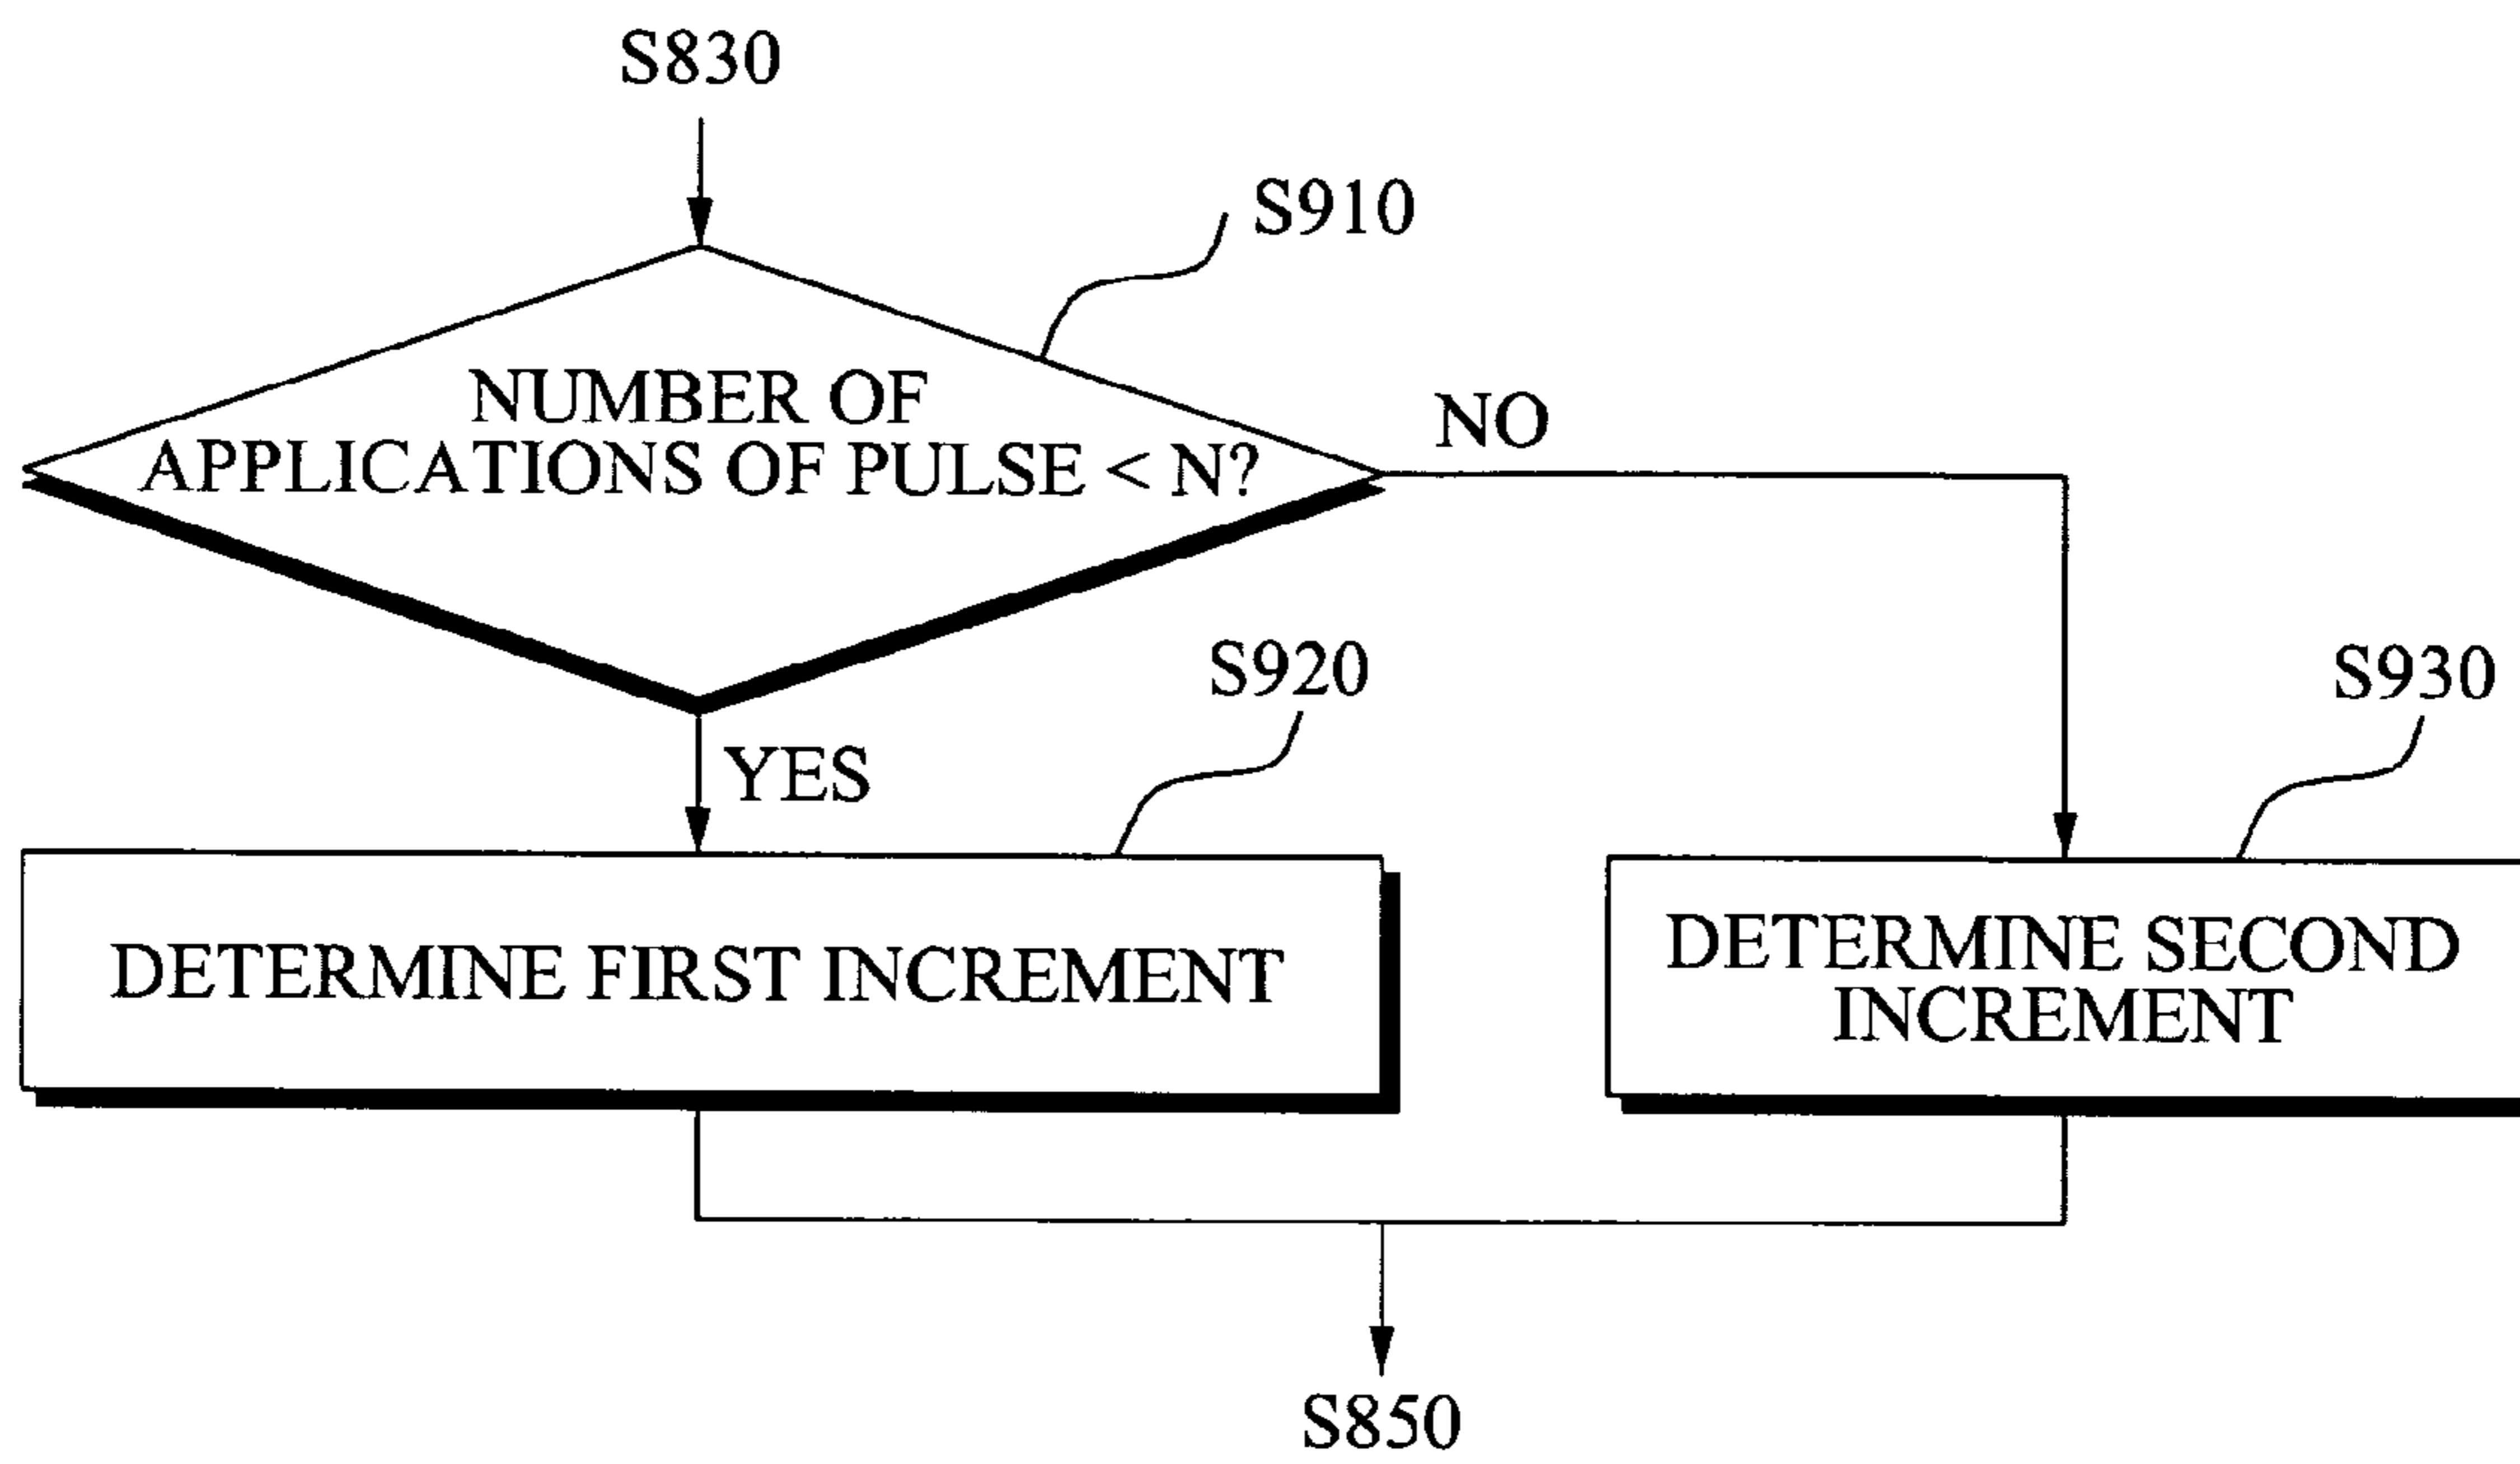 S830
S910
NUMBER OF
APPLICATIONS OF PULSE < N?
NO
YES
S920
S930
DETERMINE FIRST INCREMENT
DETERMINE SECOND
INCREMENT
S850